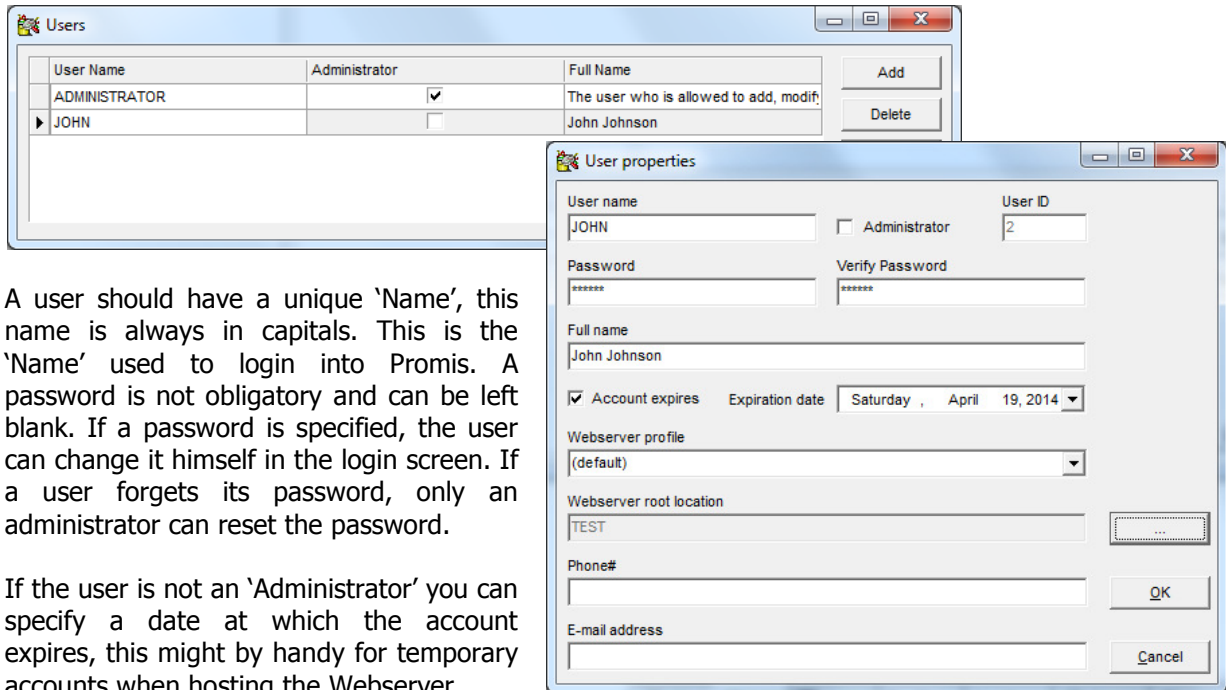 Users
User Name Administrator Full Name
ADMINISTRATOR The user who is allowed to add, modify
JOHN John Johnson
Add
Delete
User properties
User name User ID
JOHN Administrator 2
Password Verify Password
****** ******
Full name
John Johnson
Account expires Expiration date Saturday , April 19, 2014
Webserver profile
(default)
Webserver root location
TEST ...
Phone#
OK
E-mail address
Cancel
A user should have a unique ‘Name’, this
name is always in capitals. This is the
‘Name’ used to login into Promis. A
password is not obligatory and can be left
blank. If a password is specified, the user
can change it himself in the login screen. If
a user forgets its password, only an
administrator can reset the password.
If the user is not an ‘Administrator’ you can
specify a date at which the account
expires, this might by handy for temporary
accounts when hosting the Webserver